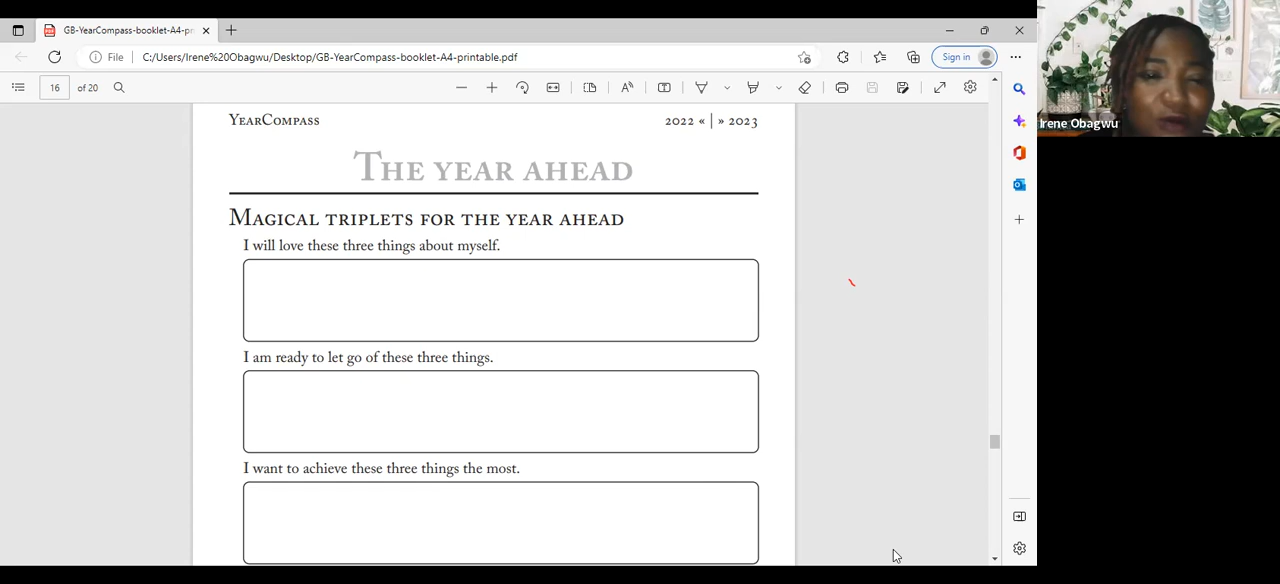 GB-YearCompass-booklet-A4-pr
File
C:/Users/Irene%20Obagwu/Desktop/GB-YearCompass-booklet-A4-printable.pdf
Sign in
16 of 20
YearCompass 2022 « | » 2023
The year ahead
Magical triplets for the year ahead
I will love these three things about myself.
I am ready to let go of these three things.
I want to achieve these three things the most.
Irene Obagwu